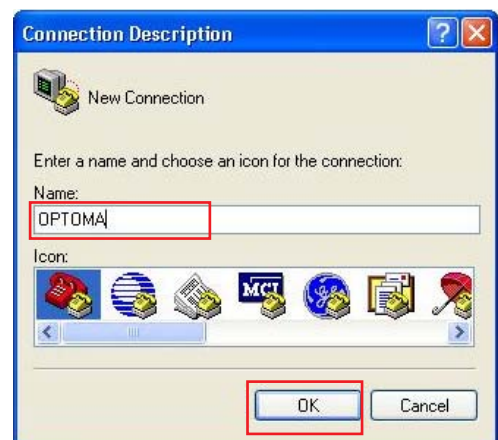 Connection Description
New Connection
Enter a name and choose an icon for the connection:
Name:
OPTOMA
Icon:
MCI
OK
Cancel